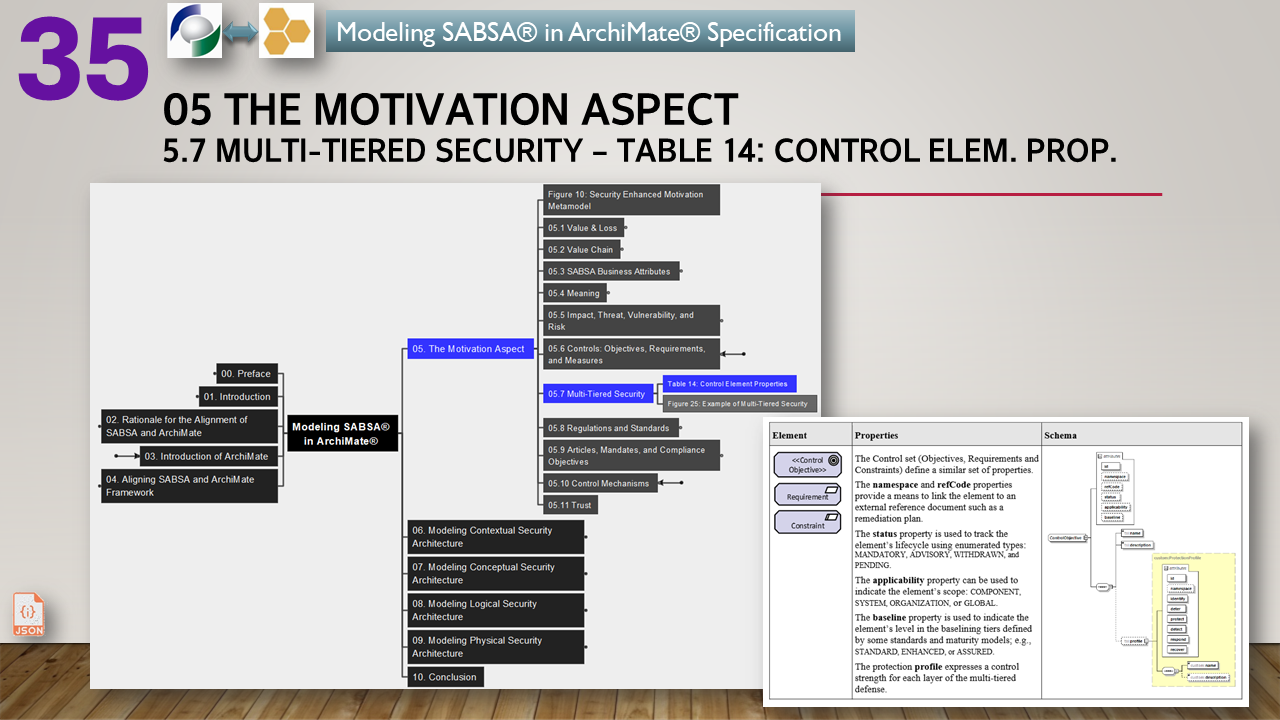 35
Modeling SABSA® in ArchiMate® Specification
05 THE MOTIVATION ASPECT
5.7 MULTI-TIERED SECURITY – TABLE 14: CONTROL ELEM. PROP.
Figure 10: Security Enhanced Motivation
Metamodel
05.1 Value & Loss
05.2 Value Chain
05.3 SABSA Business Attributes
05.4 Meaning
05.5 Impact, Threat, Vulnerability, and
Risk
05. The Motivation Aspect
05.6 Controls: Objectives, Requirements,
and Measures
05.7 Multi-Tiered Security
Table 14: Control Element Properties
Figure 25: Example of Multi-Tiered Security
05.8 Regulations and Standards
05.9 Articles, Mandates, and Compliance
Objectives
05.10 Control Mechanisms
05.11 Trust
00. Preface
01. Introduction
02. Rationale for the Alignment of
SABSA and ArchiMate
03. Introduction of ArchiMate
04. Aligning SABSA and ArchiMate
Framework
Modeling SABSA®
in ArchiMate®
06. Modeling Contextual Security
Architecture
07. Modeling Conceptual Security
Architecture
08. Modeling Logical Security
Architecture
09. Modeling Physical Security
Architecture
10. Conclusion
{;}
JSON
Element
Properties
Schema
<<Control
Objective>>
Requirement
Constraint
The Control set (Objectives, Requirements and
Constraints) define a similar set of properties.
The namespace and refCode properties
provide a means to link the element to an
external reference document such as a
remediation plan.
The status property is used to track the
element's lifecycle using enumerated types:
MANDATORY, ADVISORY, WITHDRAWN, and
PENDING.
The applicability property can be used to
indicate the element's scope: COMPONENT,
SYSTEM, ORGANIZATION, or GLOBAL.
The baseline property is used to indicate the
element's level in the baselining tiers defined
by some standards and maturity models; e.g.,
STANDARD, ENHANCED, or ASSURED.
The protection profile expresses a control
strength for each layer of the multi-tiered
defense.
attributes
id
namespace
refCode
status
applicability
baseline
ControlObjective
name
description
profile
attributes
id
namespace
identify
deter
protect
detect
respond
recover
name
description